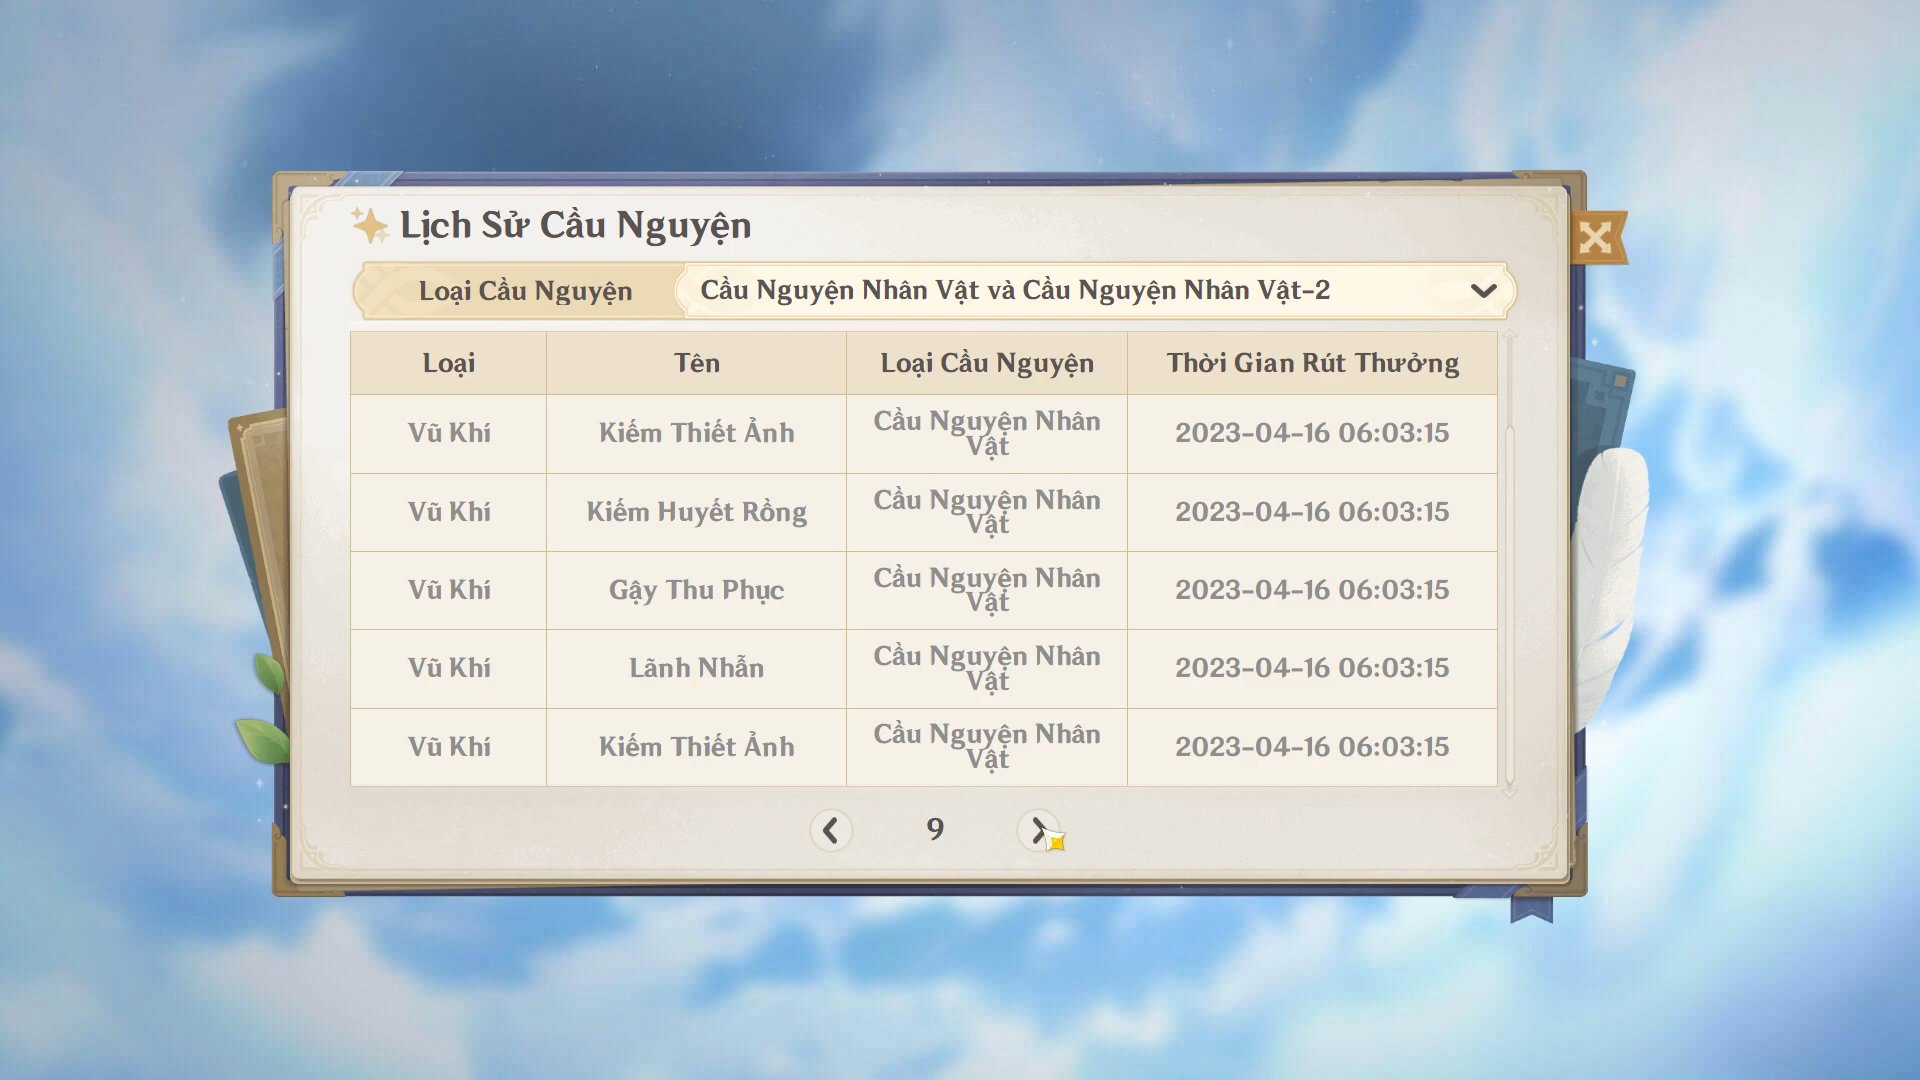 Lịch Sử Cầu Nguyện
Loại Cầu Nguyện
Cầu Nguyện Nhân Vật và Cầu Nguyện Nhân Vật-2
Loại Tên Loại Cầu Nguyện Thời Gian Rút Thưởng
Vũ Khí Kiếm Thiết Ảnh Cầu Nguyện Nhân Vật 2023-04-16 06:03:15
Vũ Khí Kiếm Huyết Rồng Cầu Nguyện Nhân Vật 2023-04-16 06:03:15
Vũ Khí Gậy Thu Phục Cầu Nguyện Nhân Vật 2023-04-16 06:03:15
Vũ Khí Lãnh Nhẫn Cầu Nguyện Nhân Vật 2023-04-16 06:03:15
Vũ Khí Kiếm Thiết Ảnh Cầu Nguyện Nhân Vật 2023-04-16 06:03:15
9